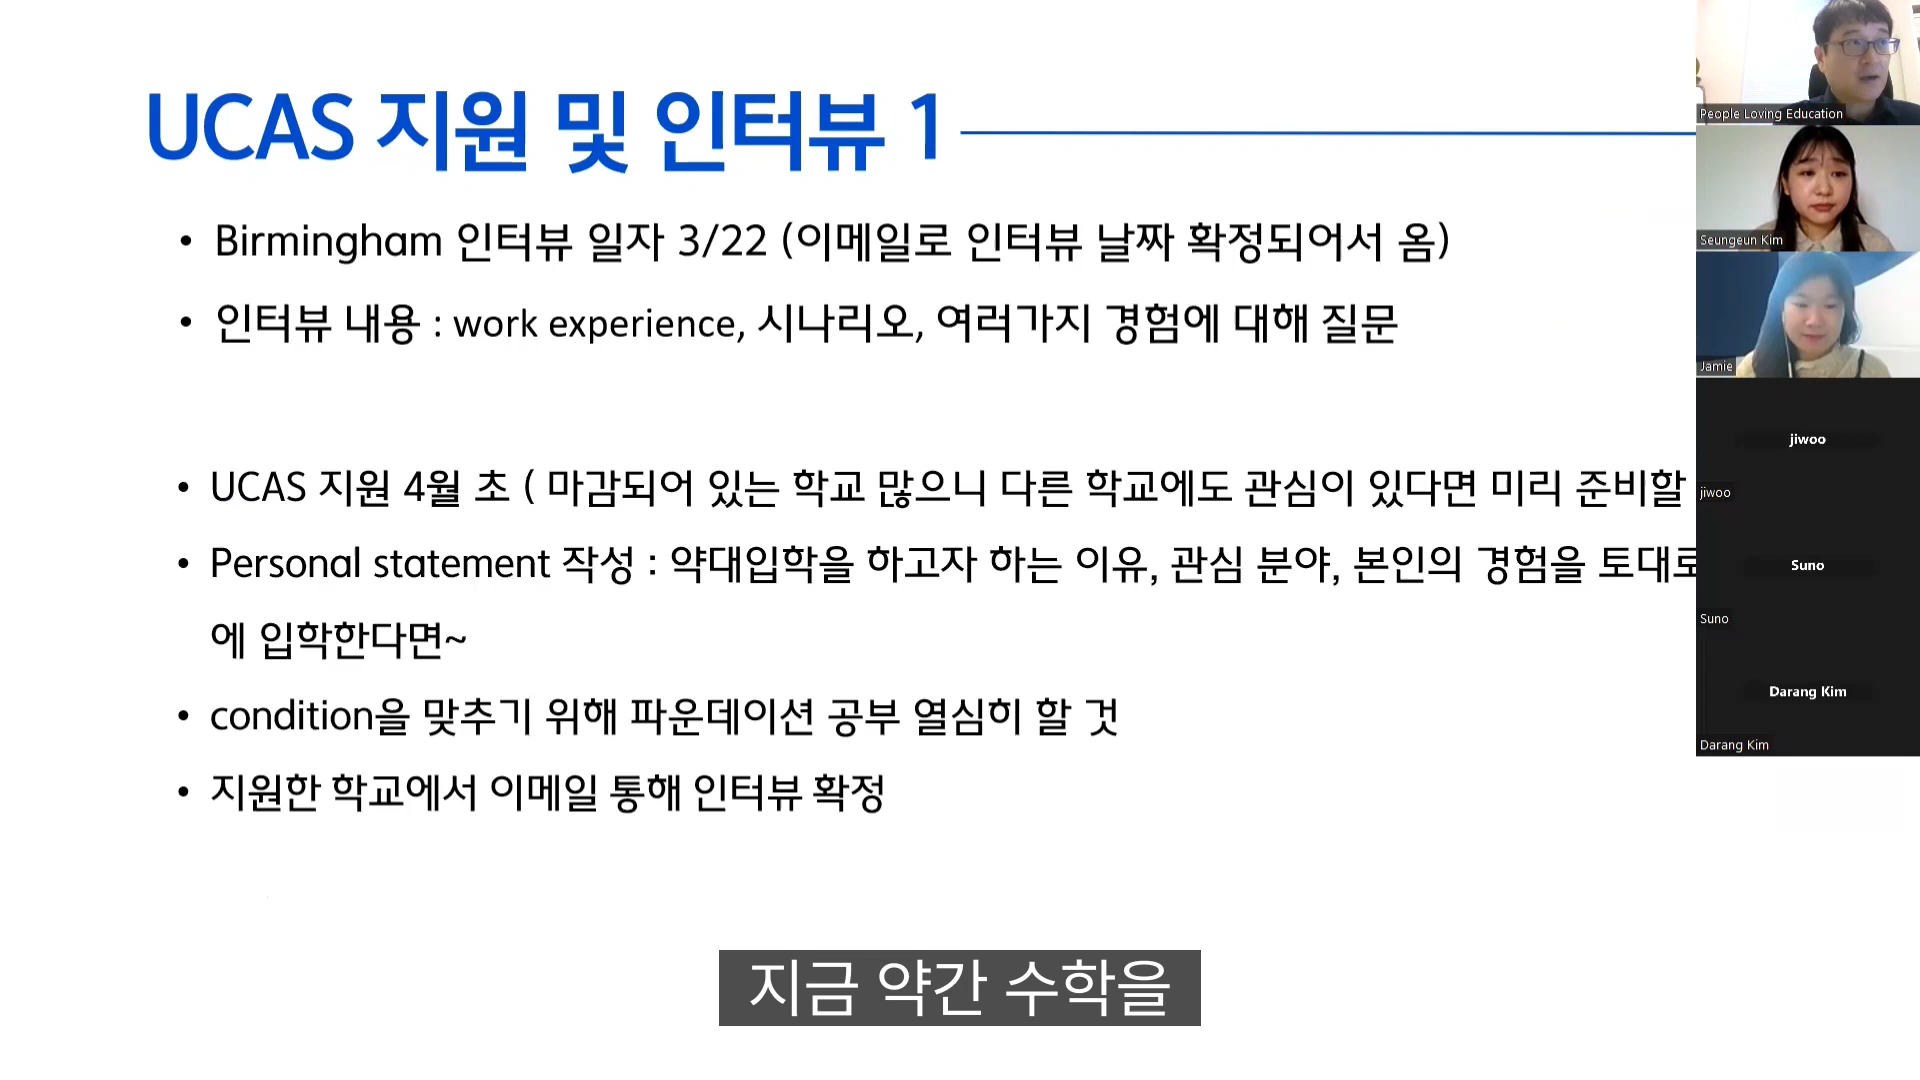 UCAS 지원 및 인터뷰 1
• Birmingham 인터뷰 일자 3/22 (이메일로 인터뷰 날짜 확정되어서 옴)
• 인터뷰 내용 : work experience, 시나리오, 여러가지 경험에 대해 질문
• UCAS 지원 4월 초 ( 마감되어 있는 학교 많으니 다른 학교에도 관심이 있다면 미리 준비할
• Personal statement 작성 : 약대입학을 하고자 하는 이유, 관심 분야, 본인의 경험을 토대로
에 입학한다면~
• condition을 맞추기 위해 파운데이션 공부 열심히 할 것
• 지원한 학교에서 이메일 통해 인터뷰 확정
People Loving Education
Seungeun Kim
Jamie
jiwoo
jiwoo
Suno
Suno
Darang Kim
Darang Kim
지금 약간 수학을